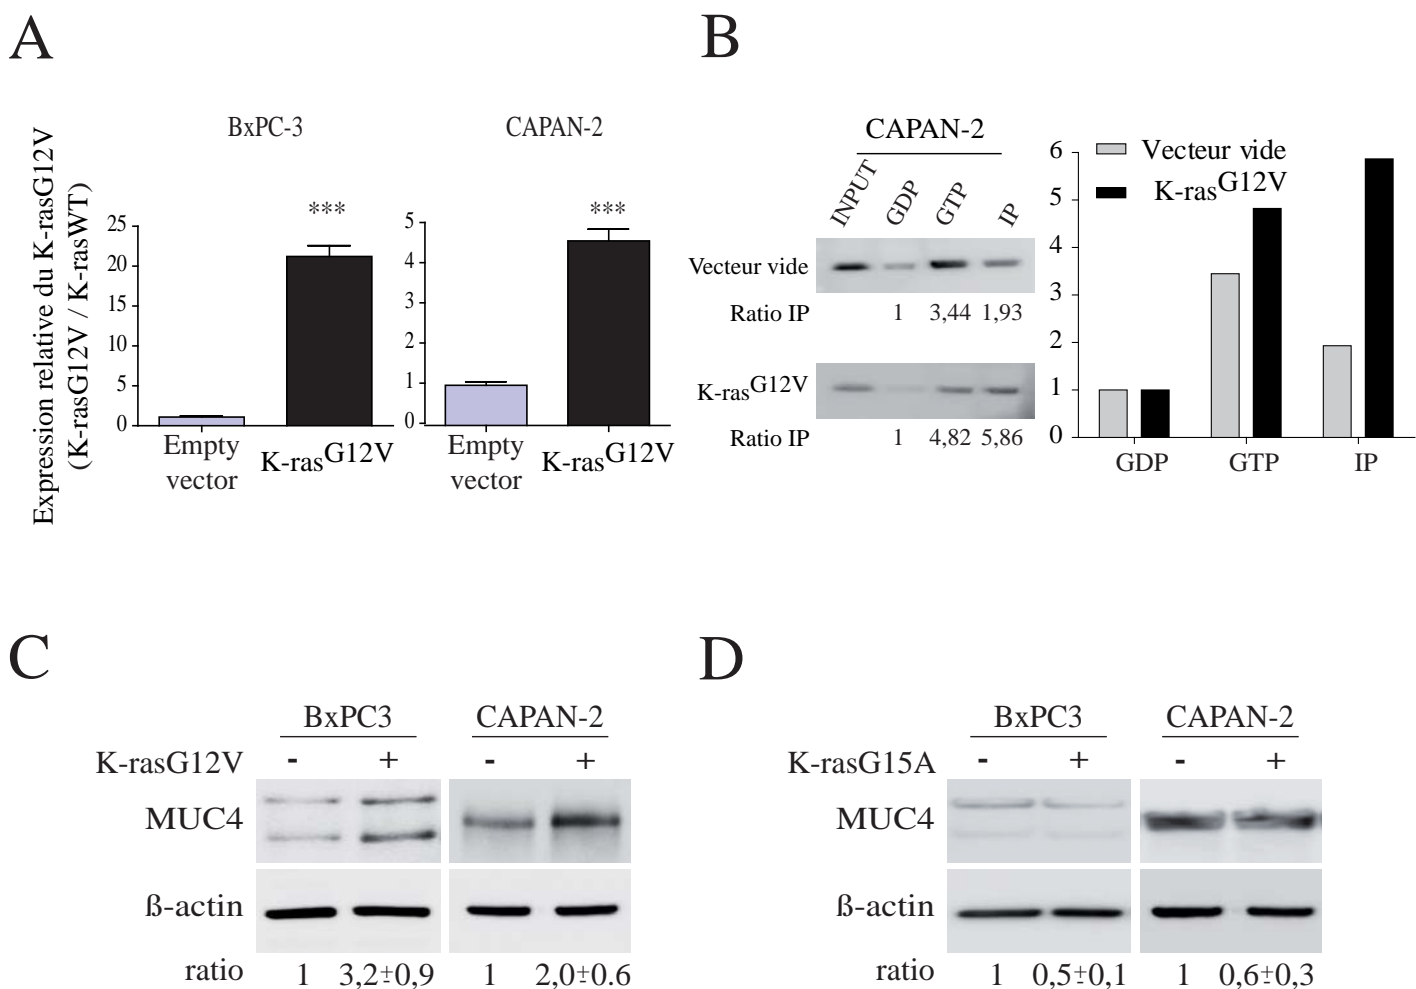 A
Expression relative du K-rasG12V
(K-rasG12V / K-rasWT)
BxPC-3
25
20
15
10
5
0
***
Empty
vector
K-rasG12V
CAPAN-2
5
4
3
2
1
0
***
Empty
vector
K-rasG12V
B
CAPAN-2
INPUT GDP GTP IP
Vecteur vide
Ratio IP 1 3,44 1,93
K-rasG12V
Ratio IP 1 4,82 5,86
6
5
4
3
2
1
0
Vecteur vide
K-rasG12V
GDP GTP IP
C
BxPC3 CAPAN-2
K-rasG12V - + - +
MUC4
ß-actin
ratio 1 3,2±0,9 1 2,0±0.6
D
BxPC3 CAPAN-2
K-rasG15A - + - +
MUC4
ß-actin
ratio 1 0,5±0,1 1 0,6±0,3